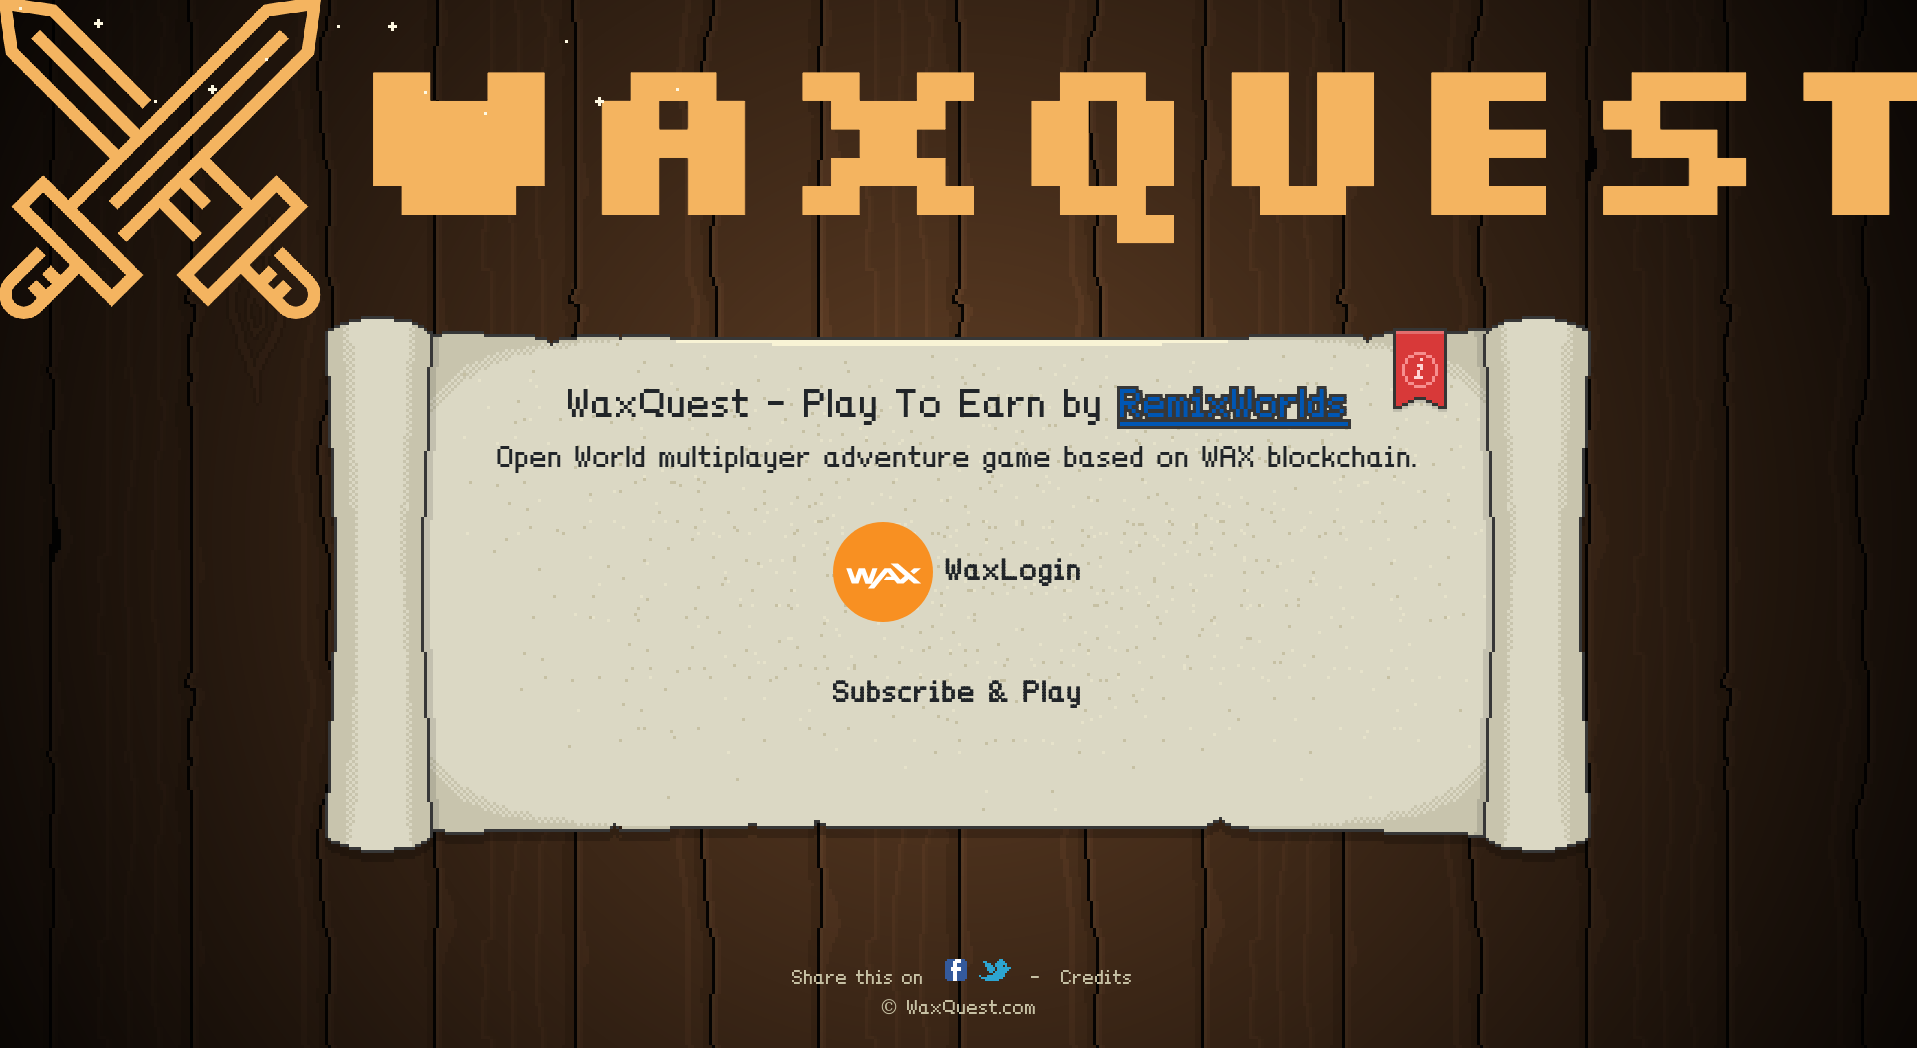 WAXQUEST
WaxQuest - Play To Earn by RemixWorlds
Open World multiplayer adventure game based on WAX blockchain.
WAX WaxLogin
Subscribe & Play
Share this on f - Credits
© WaxQuest.com